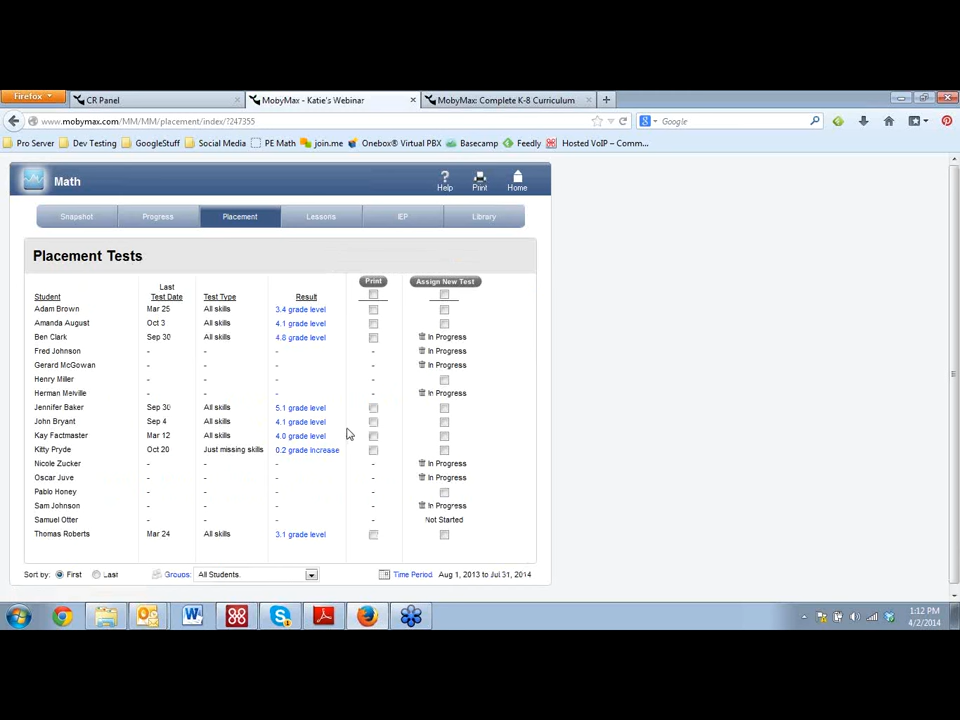 Firefox
CR Panel
MobyMax - Katie's Webinar
MobyMax: Complete K-8 Curriculum
www.mobymax.com/MM/MM/placement/index/?247355
Google
Pro Server
Dev Testing
GoogleStuff
Social Media
PE Math
join.me
Onebox® Virtual PBX
Basecamp
Feedly
Hosted VoIP – Comm...
Math
Help
Print
Home
Snapshot
Progress
Placement
Lessons
IEP
Library
Placement Tests
Print
Assign New Test
Last
Student Test Date Test Type Result
Adam Brown Mar 25 All skills 3.4 grade level
Amanda August Oct 3 All skills 4.1 grade level
Ben Clark Sep 30 All skills 4.8 grade level In Progress
Fred Johnson - - - - In Progress
Gerard McGowan - - - - In Progress
Henry Miller - - - -
Herman Melville - - - - In Progress
Jennifer Baker Sep 30 All skills 5.1 grade level
John Bryant Sep 4 All skills 4.1 grade level
Kay Factmaster Mar 12 All skills 4.0 grade level
Kitty Pryde Oct 20 Just missing skills 0.2 grade increase
Nicole Zucker - - - - In Progress
Oscar Juve - - - - In Progress
Pablo Honey - - - -
Sam Johnson - - - - In Progress
Samuel Otter - - - - Not Started
Thomas Roberts Mar 24 All skills 3.1 grade level
Sort by: First Last Groups: All Students. Time Period: Aug 1, 2013 to Jul 31, 2014
1:12 PM
4/2/2014